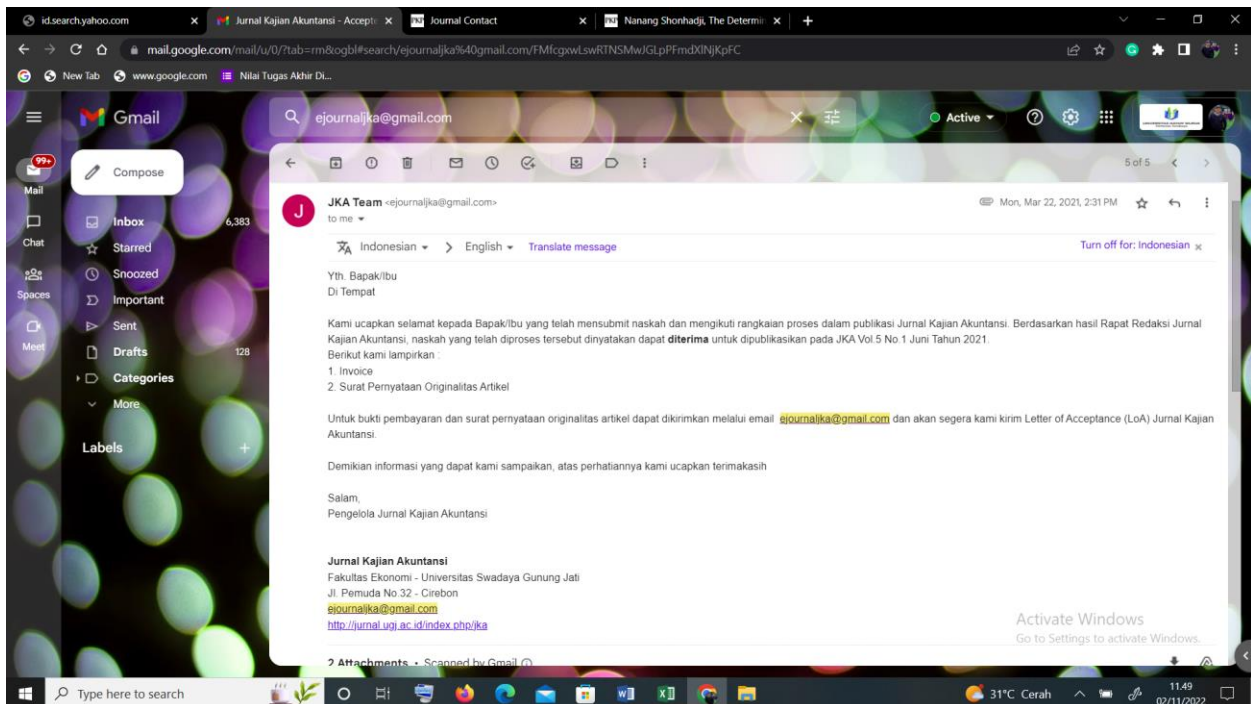 id.search.yahoo.com
Jurnal Kajian Akuntansi - Accepte
Journal Contact
Nanang Shonhadji, The Determin
mail.google.com/mail/u/0/?tab=rm&ogbl#search/ejournaljka%40gmail.com/FMfcgxwLswRTNSMwJGLpPFmdXlNjKpFC
New Tab
www.google.com
Nilai Tugas Akhir Di...
Gmail
ejournaljka@gmail.com
Active
99+
Mail
Compose
5 of 5
Chat
Spaces
Meet
Inbox 6,383
Starred
Snoozed
Important
Sent
Drafts 128
Categories
More
Labels
J
JKA Team <ejournaljka@gmail.com>
Mon, Mar 22, 2021, 2:31 PM
to me
Indonesian > English Translate message
Turn off for: Indonesian x
Yth. Bapak/Ibu
Di Tempat
Kami ucapkan selamat kepada Bapak/Ibu yang telah mensubmit naskah dan mengikuti rangkaian proses dalam publikasi Jurnal Kajian Akuntansi. Berdasarkan hasil Rapat Redaksi Jurnal
Kajian Akuntansi, naskah yang telah diproses tersebut dinyatakan dapat diterima untuk dipublikasikan pada JKA Vol.5 No.1 Juni Tahun 2021.
Berikut kami lampirkan :
1. Invoice
2. Surat Pernyataan Originalitas Artikel
Untuk bukti pembayaran dan surat pernyataan originalitas artikel dapat dikirimkan melalui email ejournaljka@gmail.com dan akan segera kami kirim Letter of Acceptance (LoA) Jurnal Kajian
Akuntansi.
Demikian informasi yang dapat kami sampaikan, atas perhatiannya kami ucapkan terimakasih
Salam,
Pengelola Jurnal Kajian Akuntansi
Jurnal Kajian Akuntansi
Fakultas Ekonomi - Universitas Swadaya Gunung Jati
Jl. Pemuda No.32 - Cirebon
ejournaljka@gmail.com
http://jurnal.ugj.ac.id/index.php/jka
2 Attachments • Scanned by Gmail
Activate Windows
Go to Settings to activate Windows.
Type here to search
31°C Cerah
11.49
02/11/2022